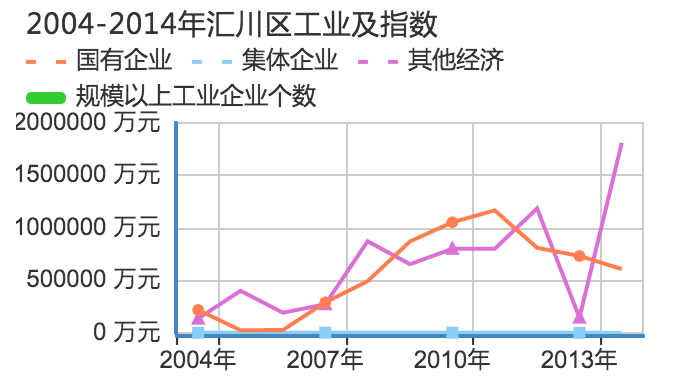 2004-2014年汇川区工业及指数
国有企业 集体企业 其他经济
规模以上工业企业个数
2000000 万元
1500000 万元
1000000 万元
500000 万元
0 万元
2004年 2007年 2010年 2013年